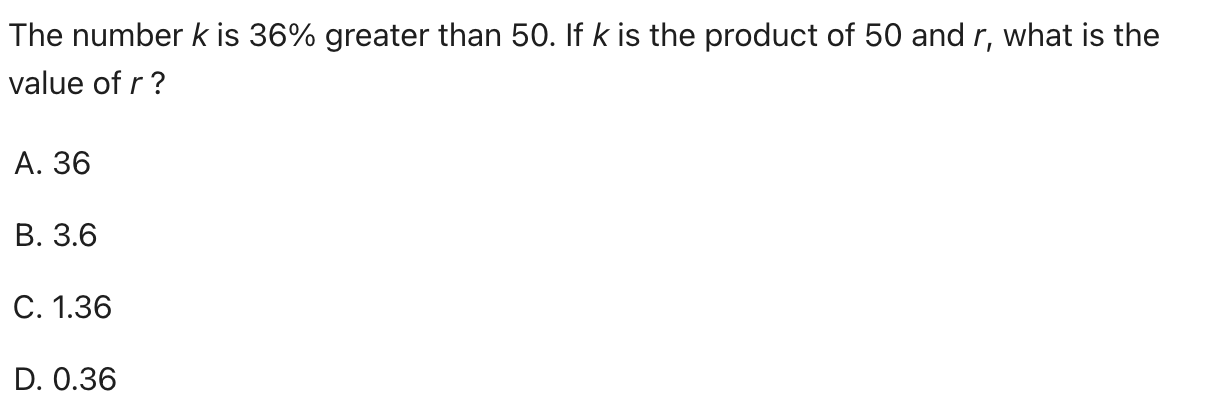 The number k is 36% greater than 50. If k is the product of 50 and r, what is the
value of r ?
A. 36
B. 3.6
C. 1.36
D. 0.36